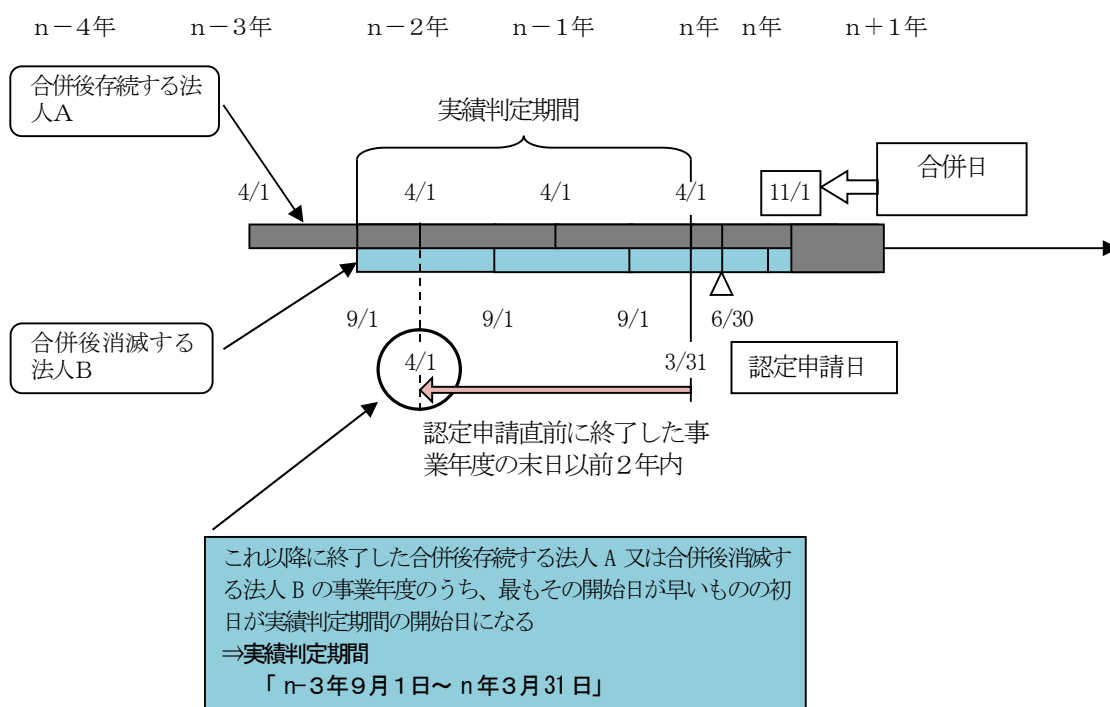 n－4年 n－3年 n－2年 n－1年 n年 n年 n＋1年
合併後存続する法
人A
実績判定期間
合併日
4/1 4/1 4/1 4/1 11/1
9/1 9/1 9/1 6/30
合併後消滅する
法人B
4/1 3/31
認定申請日
認定申請直前に終了した事
業年度の末日以前２年内
これ以降に終了した合併後存続する法人 A 又は合併後消滅す
る法人 B の事業年度のうち、最もその開始日が早いものの初
日が実績判定期間の開始日になる
⇒実績判定期間
「 n-3年９月１日～ n 年３月 31 日」